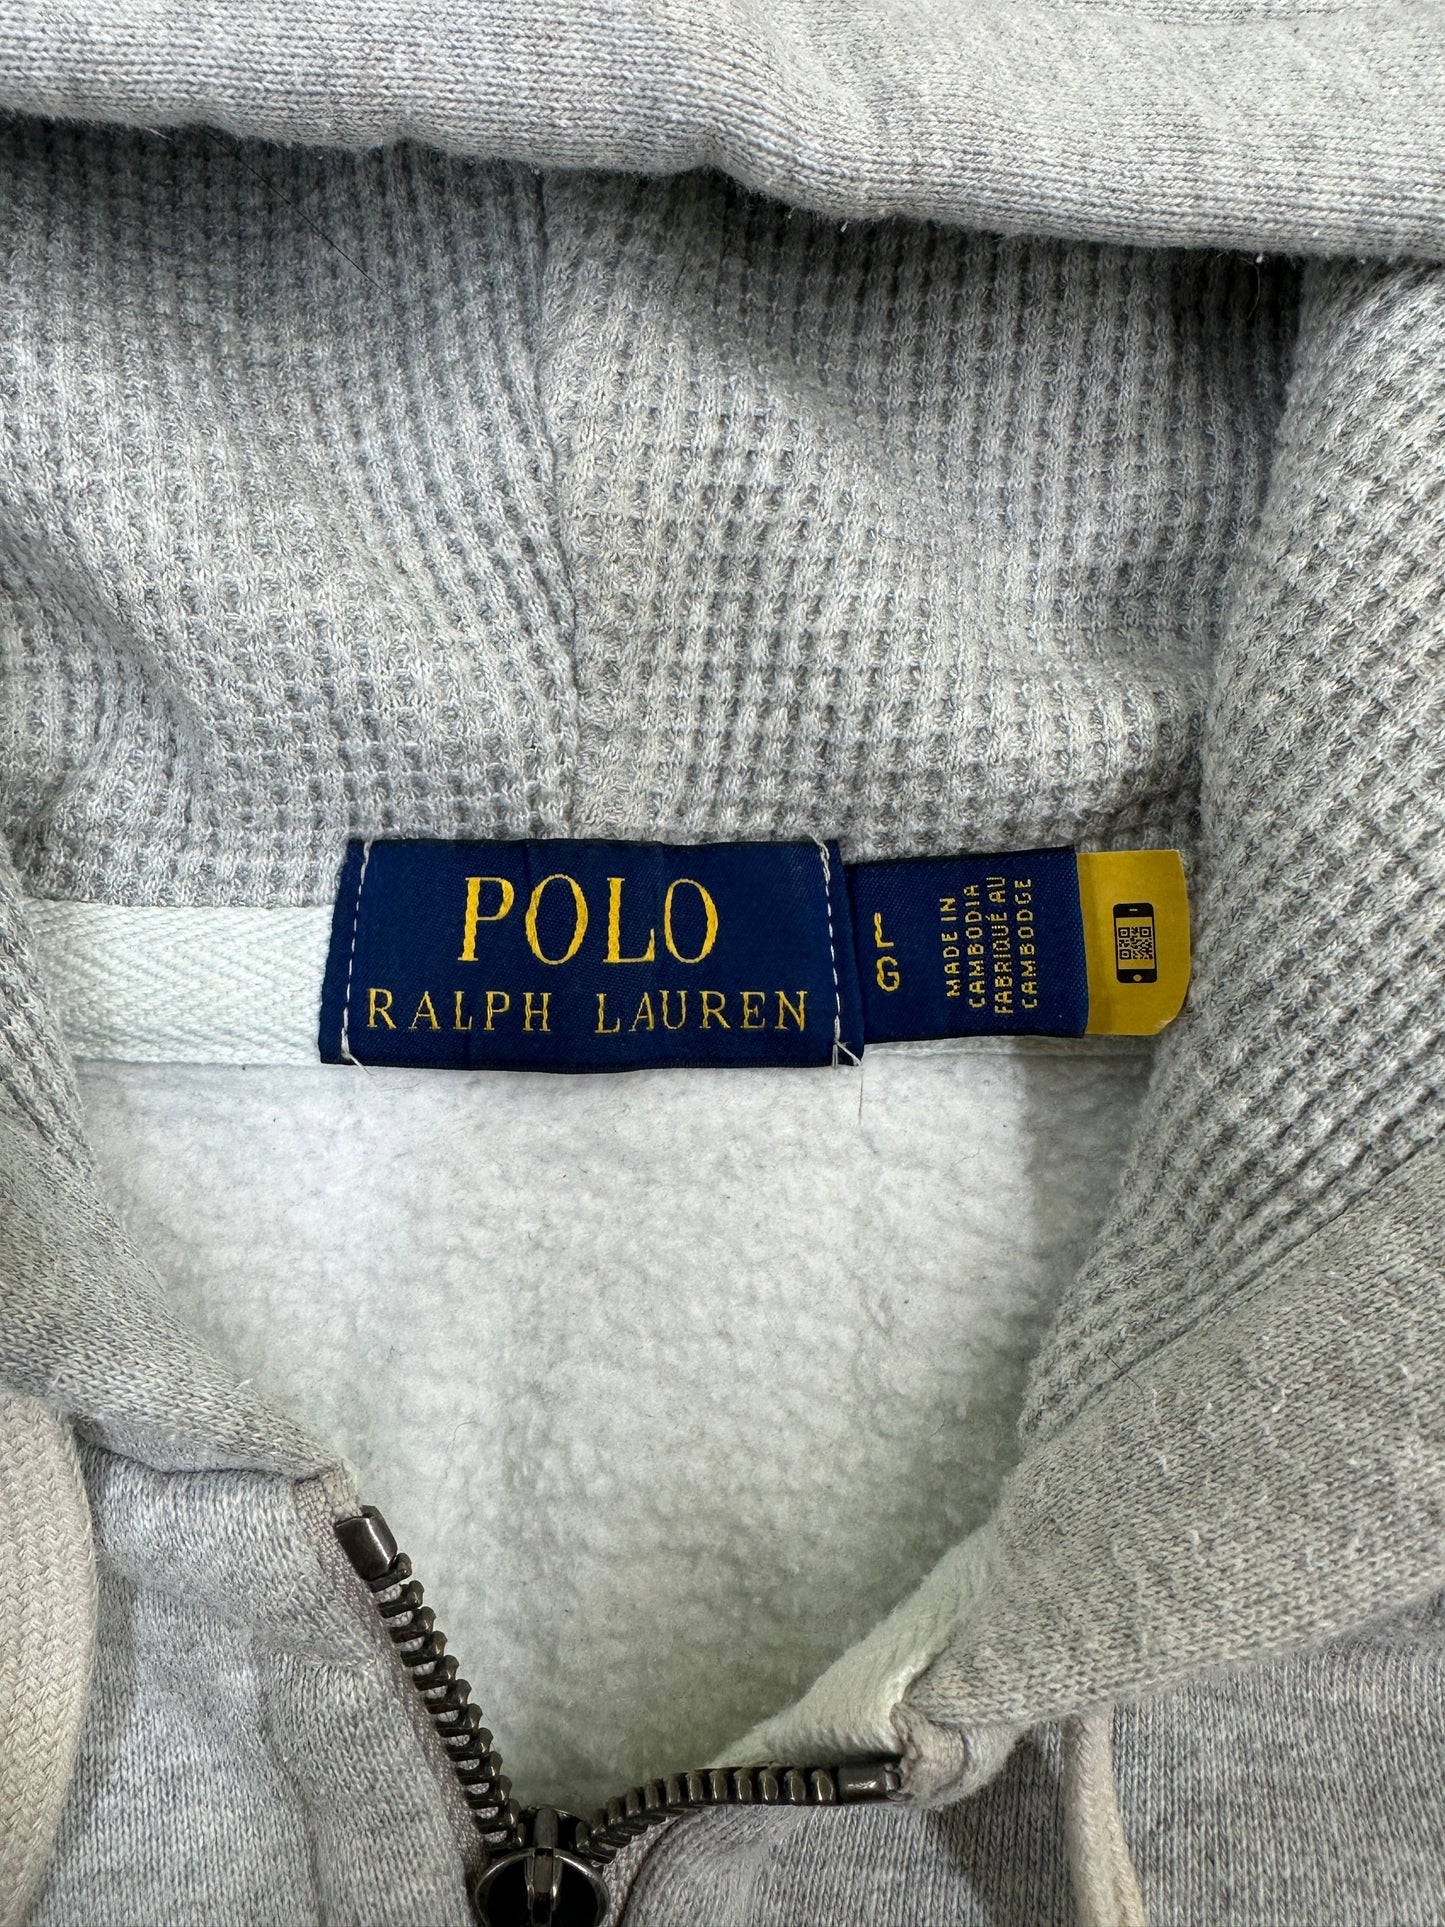 POLO
RALPH LAUREN
L G
MADE IN
CAMBODIA
FABRIQUÉ AU
CAMBODGE